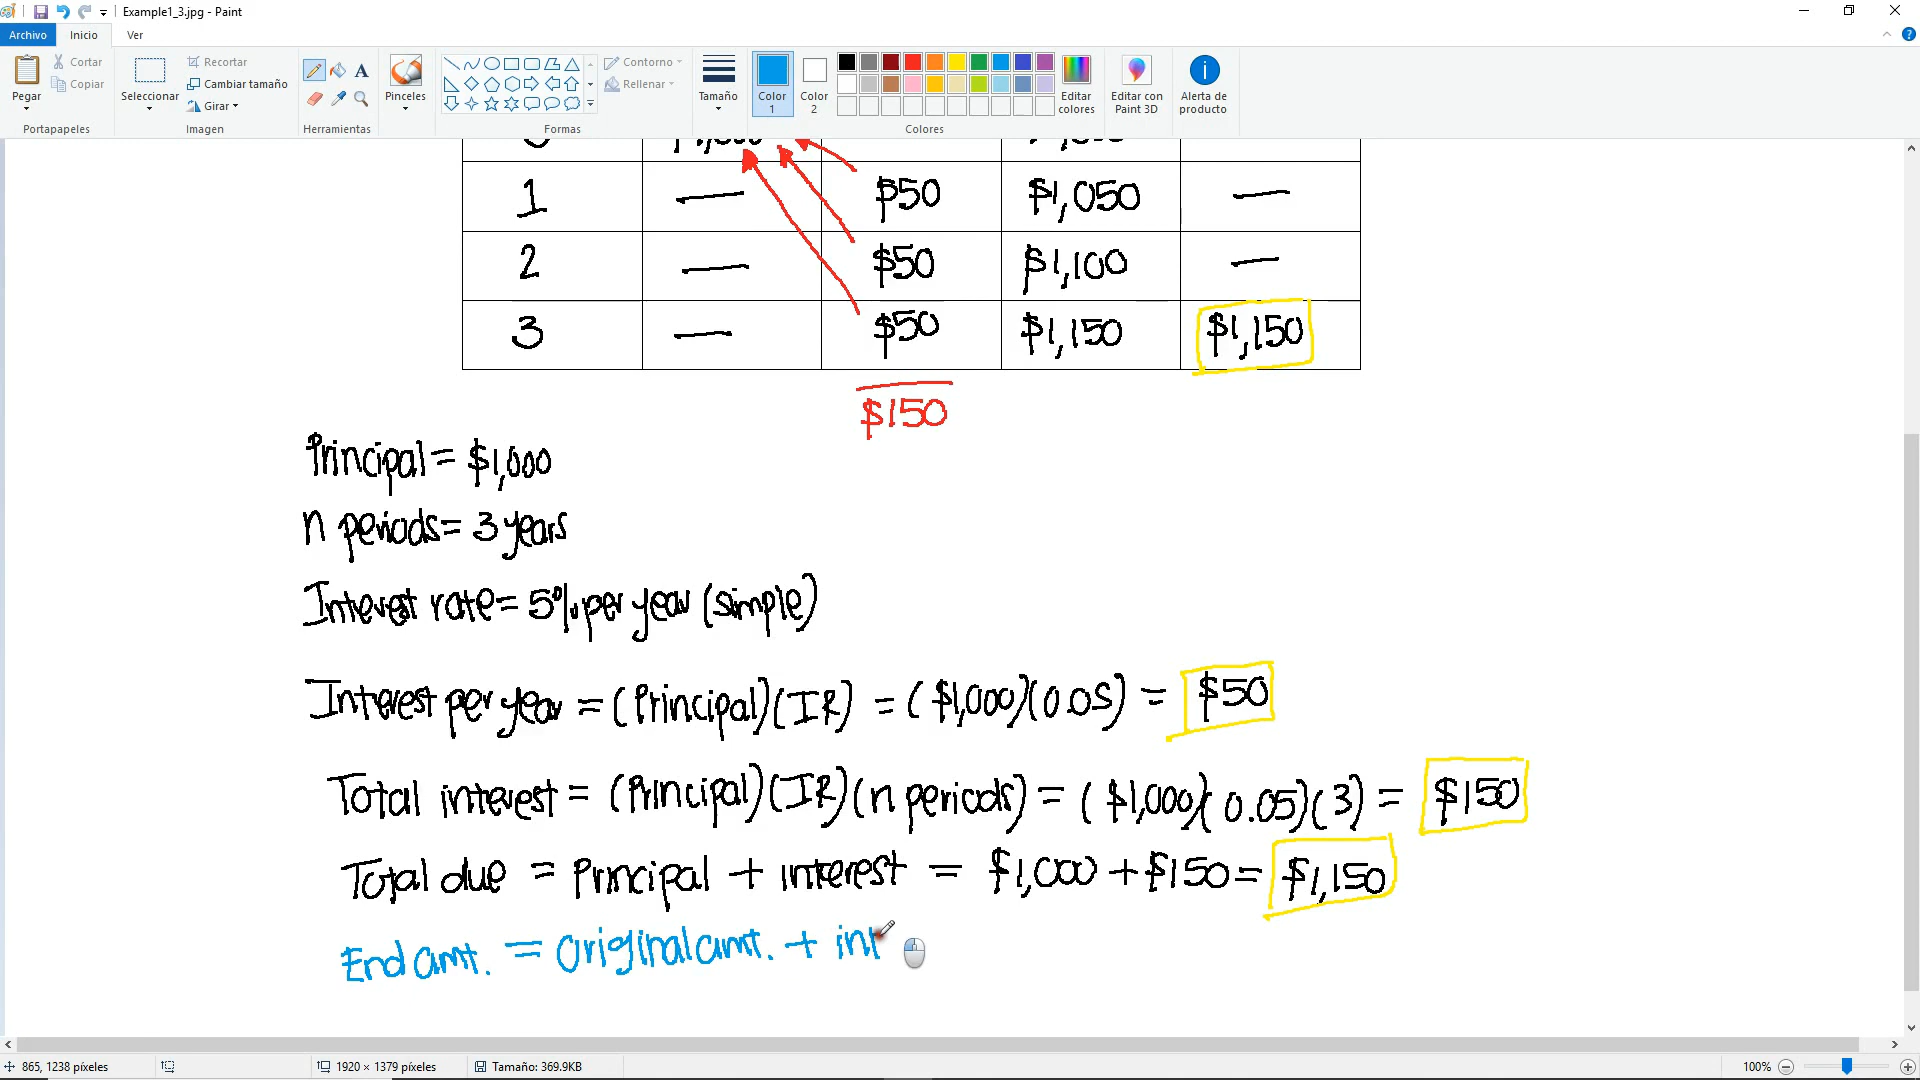 Example1_3.jpg - Paint
Archivo Inicio Ver
Pegar
Cortar
Copiar
Portapapeles
Seleccionar
Recortar
Cambiar tamaño
Girar
Imagen
Herramientas
Pinceles
Contorno
Rellenar
Formas
Tamaño
Color 1
Color 2
Editar colores
Colores
Editar con Paint 3D
Alerta de producto
1 — $50 $1,050 —
2 — $50 $1,100 —
3 — $50 $1,150 $1,150
$150
Principal = $1,000
n periods = 3 years
Interest rate = 5% per year (simple)
Interest per year = (Principal)(IR) = ($1,000)(0.05) = $50
Total interest = (Principal)(IR)(n periods) = ($1,000)(0.05)(3) = $150
Total due = Principal + interest = $1,000 + $150 = $1,150
End amt. = Original amt. + int
865, 1238 píxeles 1920 × 1379 píxeles Tamaño: 369.9KB 100%